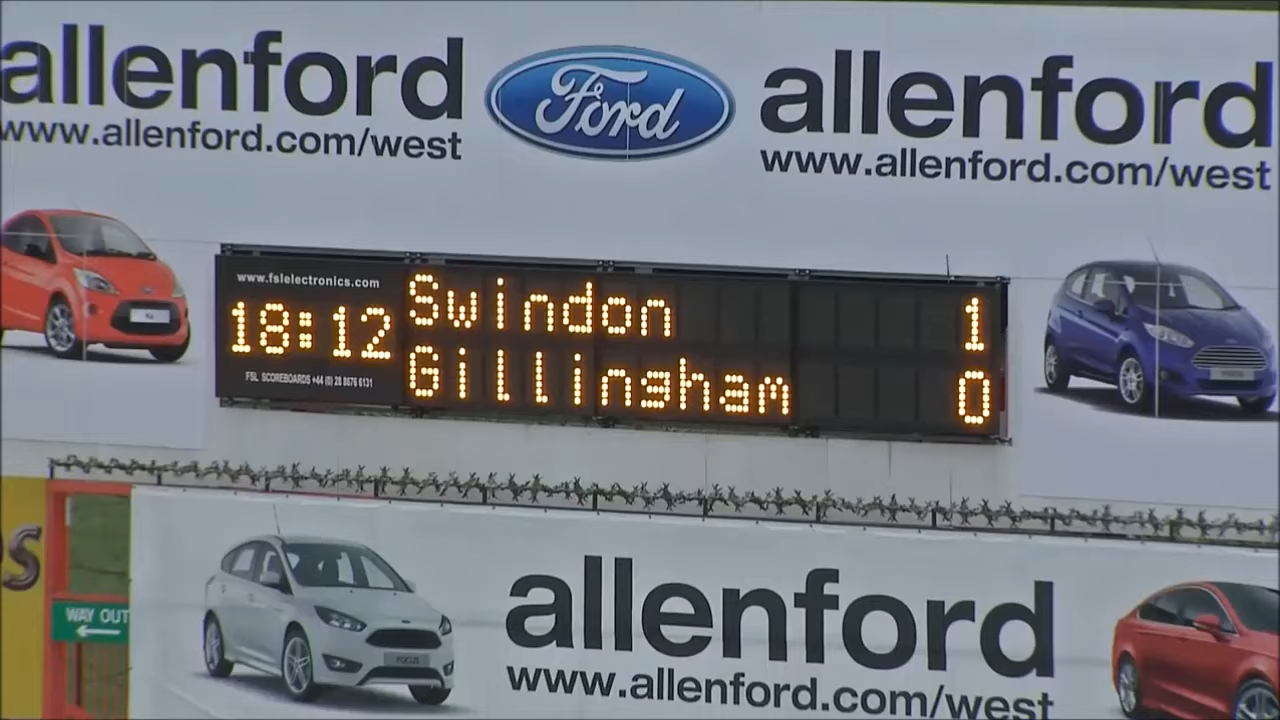 allenford
www.allenford.com/west
Ford
allenford
www.allenford.com/west
www.fslelectronics.com
18:12
FSL SCOREBOARDS +44 (0) 28 8676 6131
Swindon 1
Gillingham 0
WAY OUT
FOCUS
allenford
www.allenford.com/west